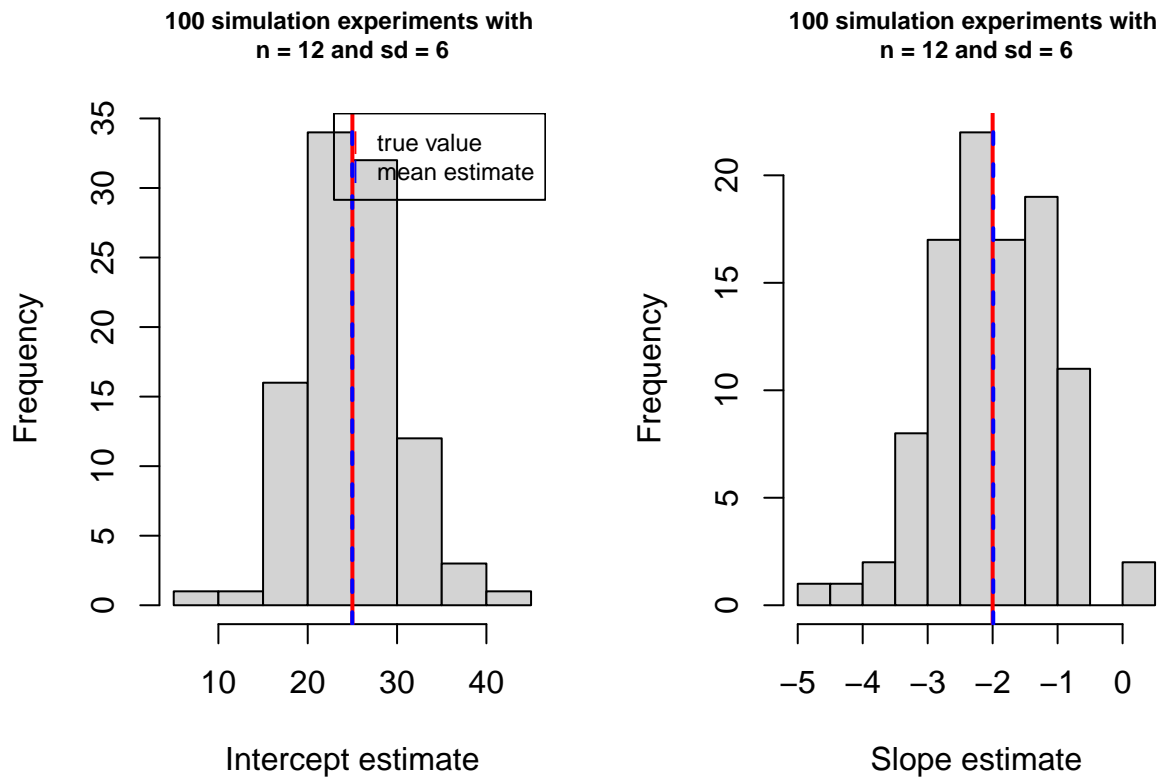 100 simulation experiments with
n = 12 and sd = 6
Frequency
0
5
10
15
20
25
30
35
true value
mean estimate
10 20 30 40
Intercept estimate
100 simulation experiments with
n = 12 and sd = 6
Frequency
0
5
10
15
20
−5 −4 −3 −2 −1 0
Slope estimate